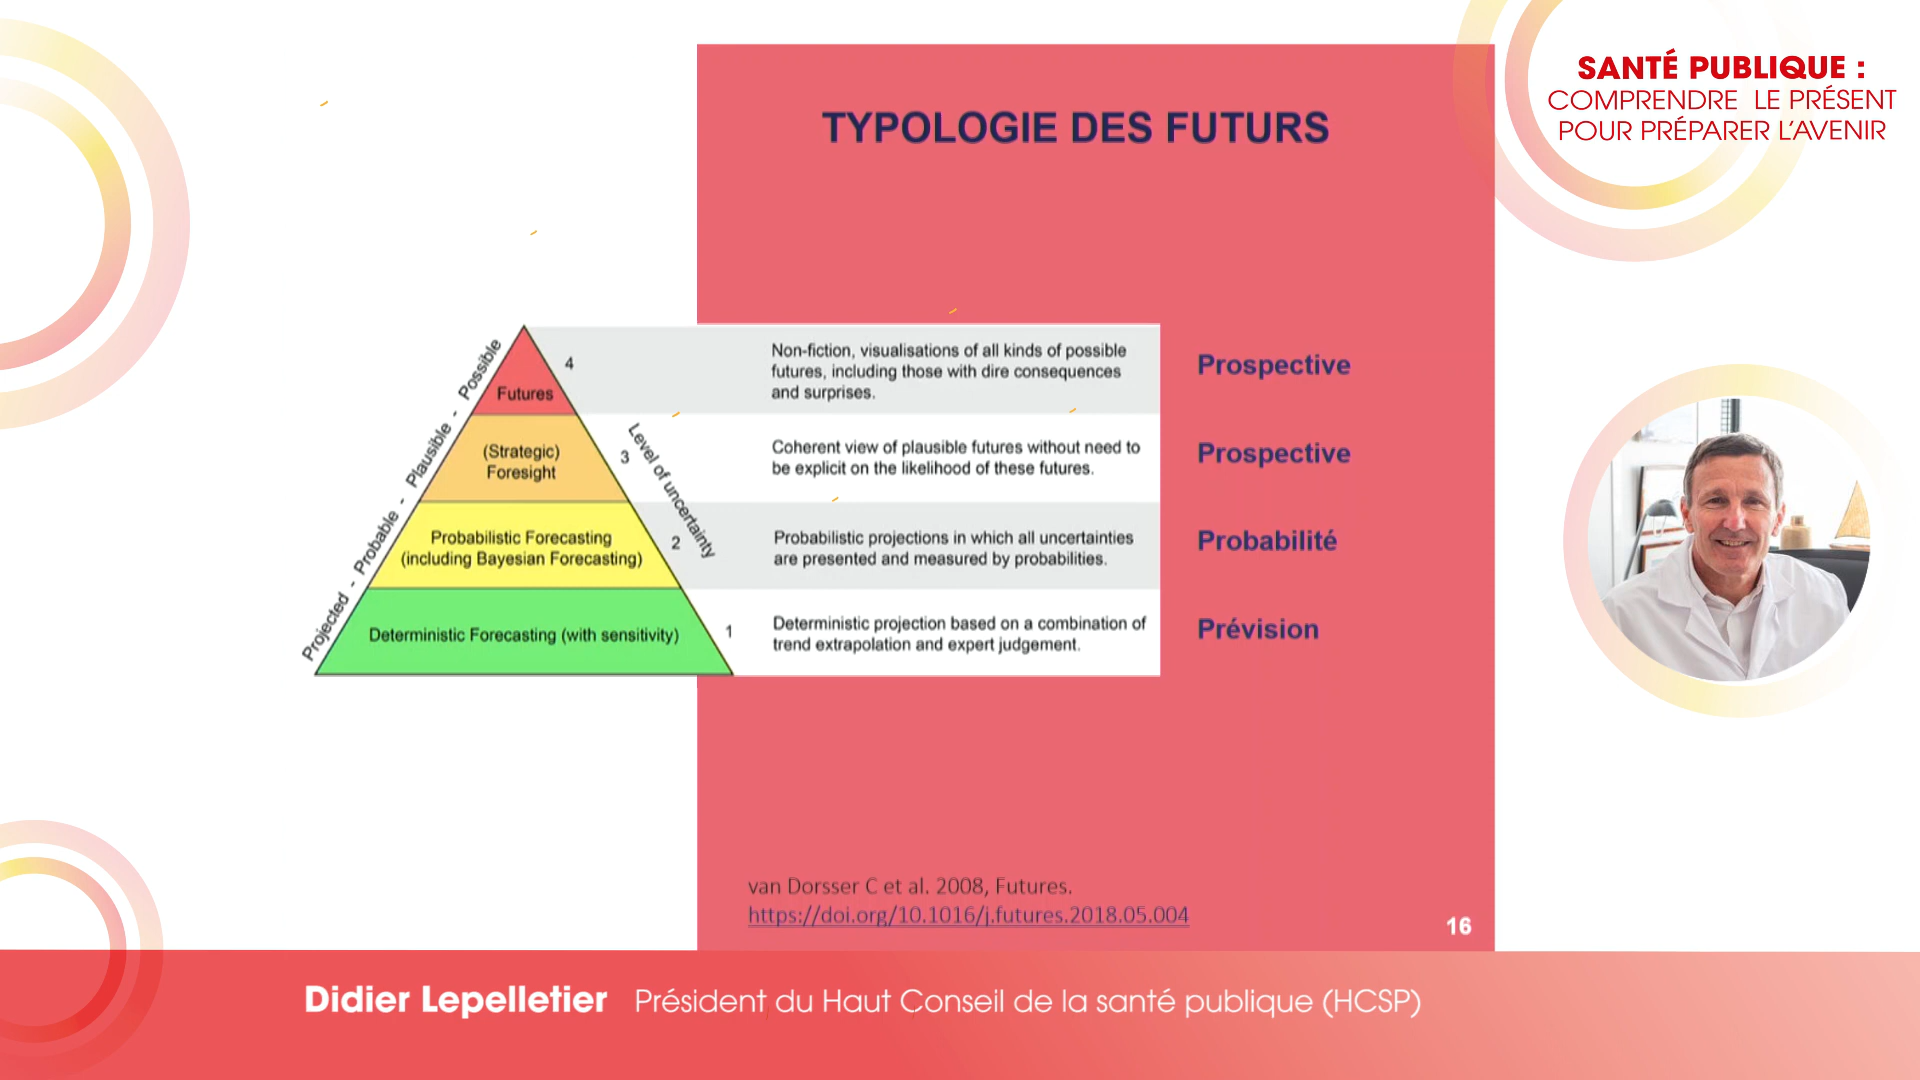 SANTÉ PUBLIQUE :
COMPRENDRE LE PRÉSENT
POUR PRÉPARER L'AVENIR
TYPOLOGIE DES FUTURS
Projected - Probable - Plausible - Possible
Level of uncertainty
Futures
4
Non-fiction, visualisations of all kinds of possible
futures, including those with dire consequences
and surprises.
Prospective
(Strategic)
Foresight
3
Coherent view of plausible futures without need to
be explicit on the likelihood of these futures.
Prospective
Probabilistic Forecasting
(including Bayesian Forecasting)
2
Probabilistic projections in which all uncertainties
are presented and measured by probabilities.
Probabilité
Deterministic Forecasting (with sensitivity)
1
Deterministic projection based on a combination of
trend extrapolation and expert judgement.
Prévision
van Dorsser C et al. 2008, Futures.
https://doi.org/10.1016/j.futures.2018.05.004
16
Didier Lepelletier Président du Haut Conseil de la santé publique (HCSP)